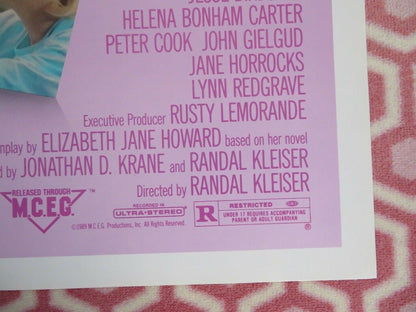 HELENA BONHAM CARTER
PETER COOK JOHN GIELGUD
JANE HORROCKS
LYNN REDGRAVE
Executive Producer RUSTY LEMORANDE
by ELIZABETH JANE HOWARD based on her novel
by JONATHAN D. KRANE and RANDAL KLEISER
Directed by RANDAL KLEISER
RELEASED THROUGH
M.C.E.G. ™
RECORDED IN
ULTRA-STEREO®
R RESTRICTED
UNDER 17 REQUIRES ACCOMPANYING
PARENT OR ADULT GUARDIAN
®
©1989 M.C.E.G. Productions, Inc. All Rights Reserved.